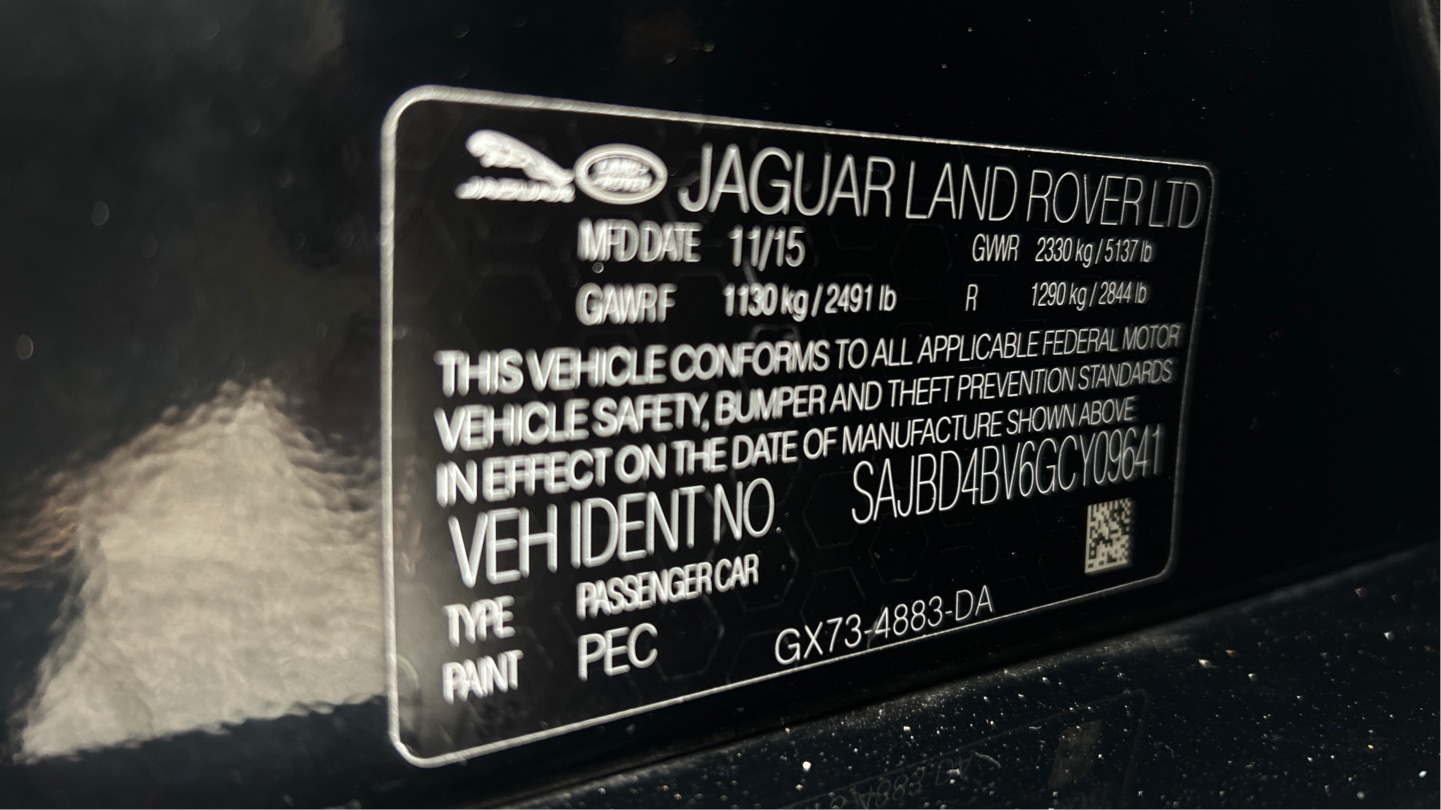 JAGUAR LAND ROVER JAGUAR LAND ROVER LTD
MFD DATE 11/15 GVWR 2330 kg / 5137 lb
GAWR F 1130 kg / 2491 lb R 1290 kg / 2844 lb
THIS VEHICLE CONFORMS TO ALL APPLICABLE FEDERAL MOTOR
VEHICLE SAFETY, BUMPER AND THEFT PREVENTION STANDARDS
IN EFFECT ON THE DATE OF MANUFACTURE SHOWN ABOVE
VEH IDENT NO. SAJBD4BV6GCY09641
TYPE PASSENGER CAR
PAINT PEC GX73-4883-DA